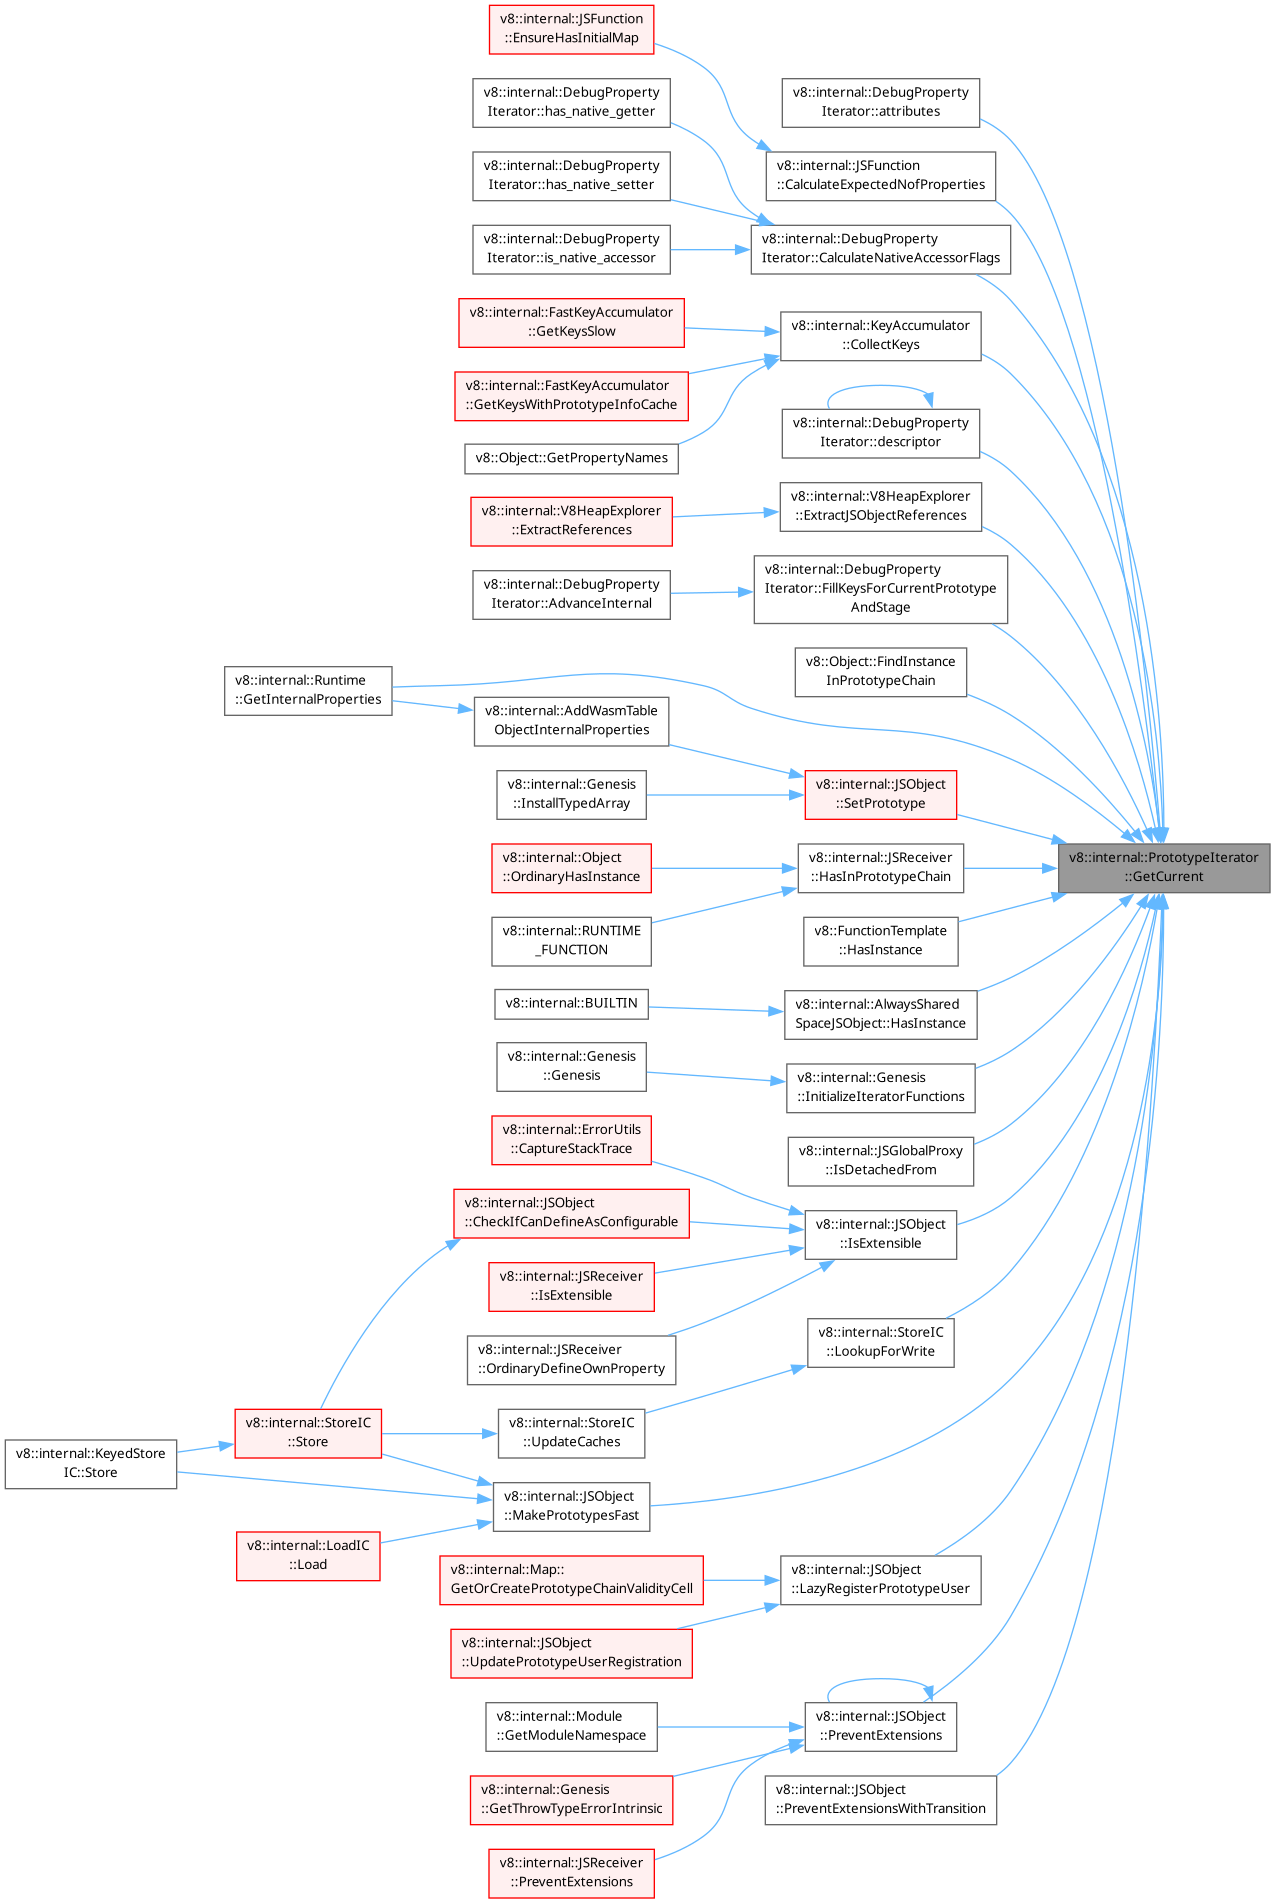 v8::internal::JSFunction
::EnsureHasInitialMap
v8::internal::DebugProperty
Iterator::has_native_getter
v8::internal::DebugProperty
Iterator::attributes
v8::internal::DebugProperty
Iterator::has_native_setter
v8::internal::JSFunction
::CalculateExpectedNofProperties
v8::internal::DebugProperty
Iterator::is_native_accessor
v8::internal::DebugProperty
Iterator::CalculateNativeAccessorFlags
v8::internal::FastKeyAccumulator
::GetKeysSlow
v8::internal::KeyAccumulator
::CollectKeys
v8::internal::FastKeyAccumulator
::GetKeysWithPrototypeInfoCache
v8::internal::DebugProperty
Iterator::descriptor
v8::Object::GetPropertyNames
v8::internal::V8HeapExplorer
::ExtractReferences
v8::internal::V8HeapExplorer
::ExtractJSObjectReferences
v8::internal::DebugProperty
Iterator::AdvanceInternal
v8::internal::DebugProperty
Iterator::FillKeysForCurrentPrototype
AndStage
v8::internal::Runtime
::GetInternalProperties
v8::Object::FindInstance
InPrototypeChain
v8::internal::AddWasmTable
ObjectInternalProperties
v8::internal::Genesis
::InstallTypedArray
v8::internal::JSObject
::SetPrototype
v8::internal::Object
::OrdinaryHasInstance
v8::internal::JSReceiver
::HasInPrototypeChain
v8::internal::PrototypeIterator
::GetCurrent
v8::internal::RUNTIME
_FUNCTION
v8::FunctionTemplate
::HasInstance
v8::internal::BUILTIN
v8::internal::AlwaysShared
SpaceJSObject::HasInstance
v8::internal::Genesis
::Genesis
v8::internal::Genesis
::InitializeIteratorFunctions
v8::internal::ErrorUtils
::CaptureStackTrace
v8::internal::JSGlobalProxy
::IsDetachedFrom
v8::internal::JSObject
::CheckIfCanDefineAsConfigurable
v8::internal::JSObject
::IsExtensible
v8::internal::JSReceiver
::IsExtensible
v8::internal::JSReceiver
::OrdinaryDefineOwnProperty
v8::internal::StoreIC
::LookupForWrite
v8::internal::KeyedStore
IC::Store
v8::internal::StoreIC
::Store
v8::internal::StoreIC
::UpdateCaches
v8::internal::JSObject
::MakePrototypesFast
v8::internal::LoadIC
::Load
v8::internal::Map::
GetOrCreatePrototypeChainValidityCell
v8::internal::JSObject
::LazyRegisterPrototypeUser
v8::internal::JSObject
::UpdatePrototypeUserRegistration
v8::internal::Module
::GetModuleNamespace
v8::internal::JSObject
::PreventExtensions
v8::internal::Genesis
::GetThrowTypeErrorIntrinsic
v8::internal::JSObject
::PreventExtensionsWithTransition
v8::internal::JSReceiver
::PreventExtensions